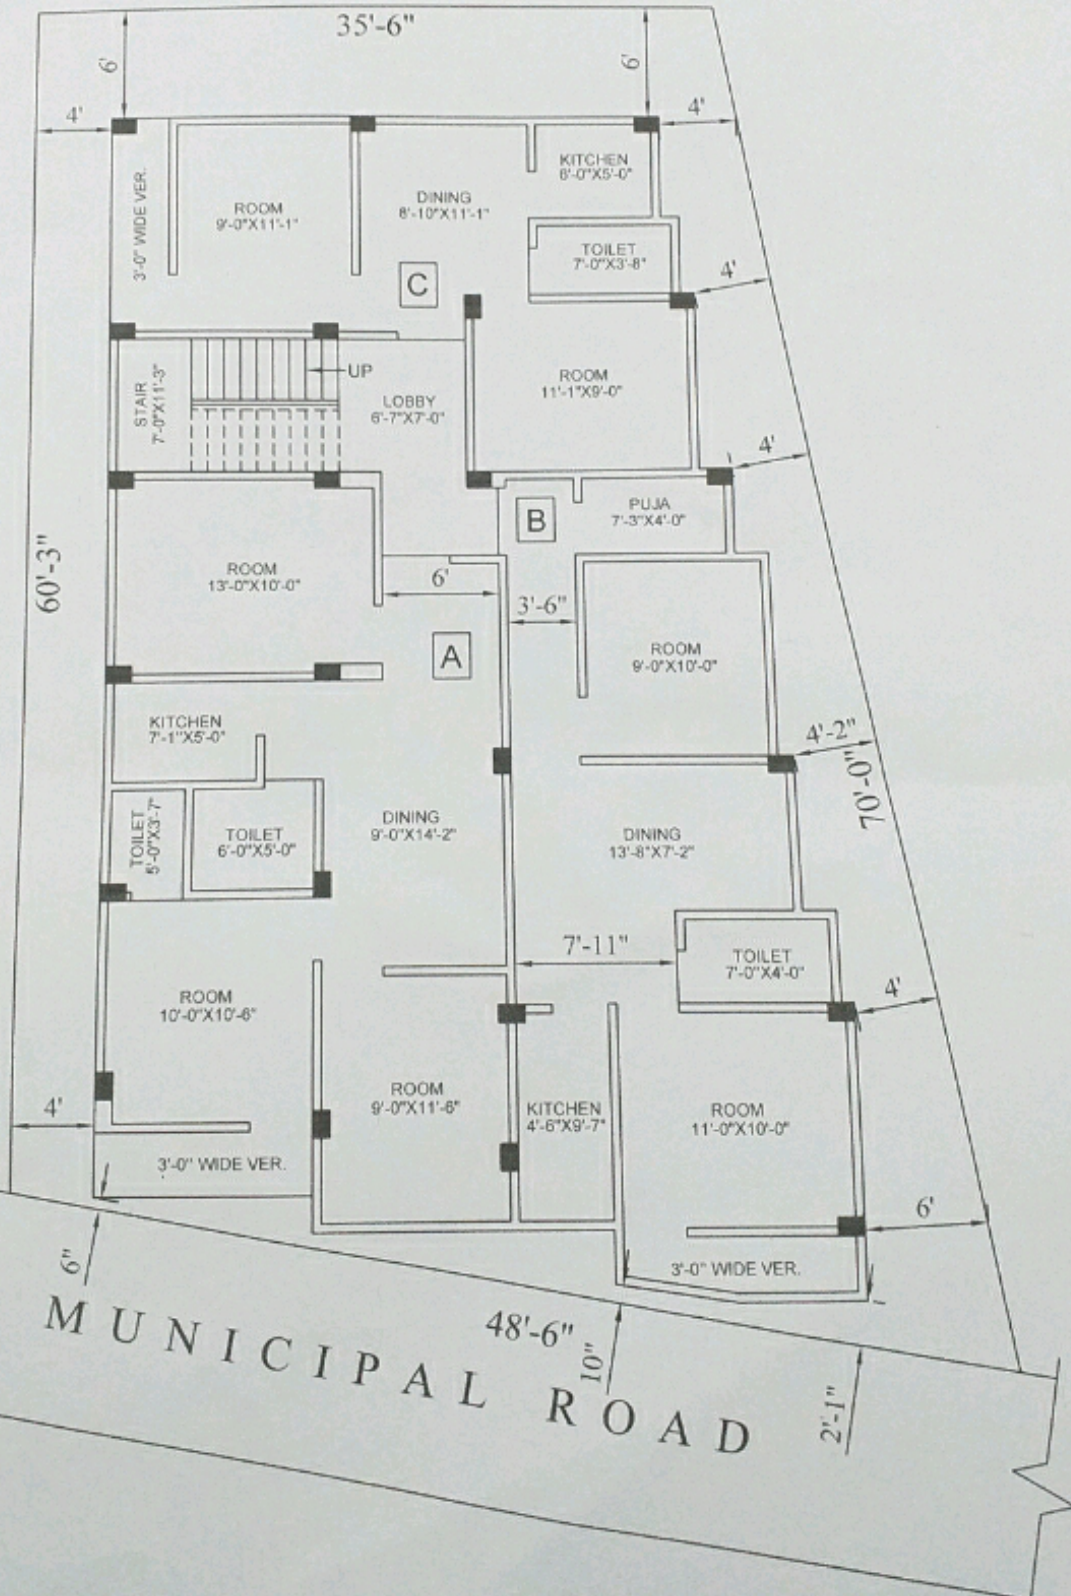 35'-6"
6'
6'
4'
4'
3'-0" WIDE VER.
ROOM
9'-0"X11'-1"
DINING
8'-10"X11'-1"
KITCHEN
6'-0"X5'-0"
TOILET
7'-0"X3'-8"
C
4'
STAIR
7'-0"X11'-3"
UP
LOBBY
6'-7"X7'-0"
ROOM
11'-1"X9'-0"
4'
B
PUJA
7'-3"X4'-0"
60'-3"
ROOM
13'-0"X10'-0"
6'
3'-6"
A
ROOM
9'-0"X10'-0"
KITCHEN
7'-1"X5'-0"
4'-2"
70'-0"
TOILET
5'-0"X3'-7"
TOILET
6'-0"X5'-0"
DINING
9'-0"X14'-2"
DINING
13'-8"X7'-2"
7'-11"
TOILET
7'-0"X4'-0"
4'
ROOM
10'-0"X10'-6"
ROOM
9'-0"X11'-6"
KITCHEN
4'-6"X9'-7"
ROOM
11'-0"X10'-0"
4'
3'-0" WIDE VER.
6'
3'-0" WIDE VER.
6"
48'-6"
10"
2'-1"
MUNICIPAL ROAD